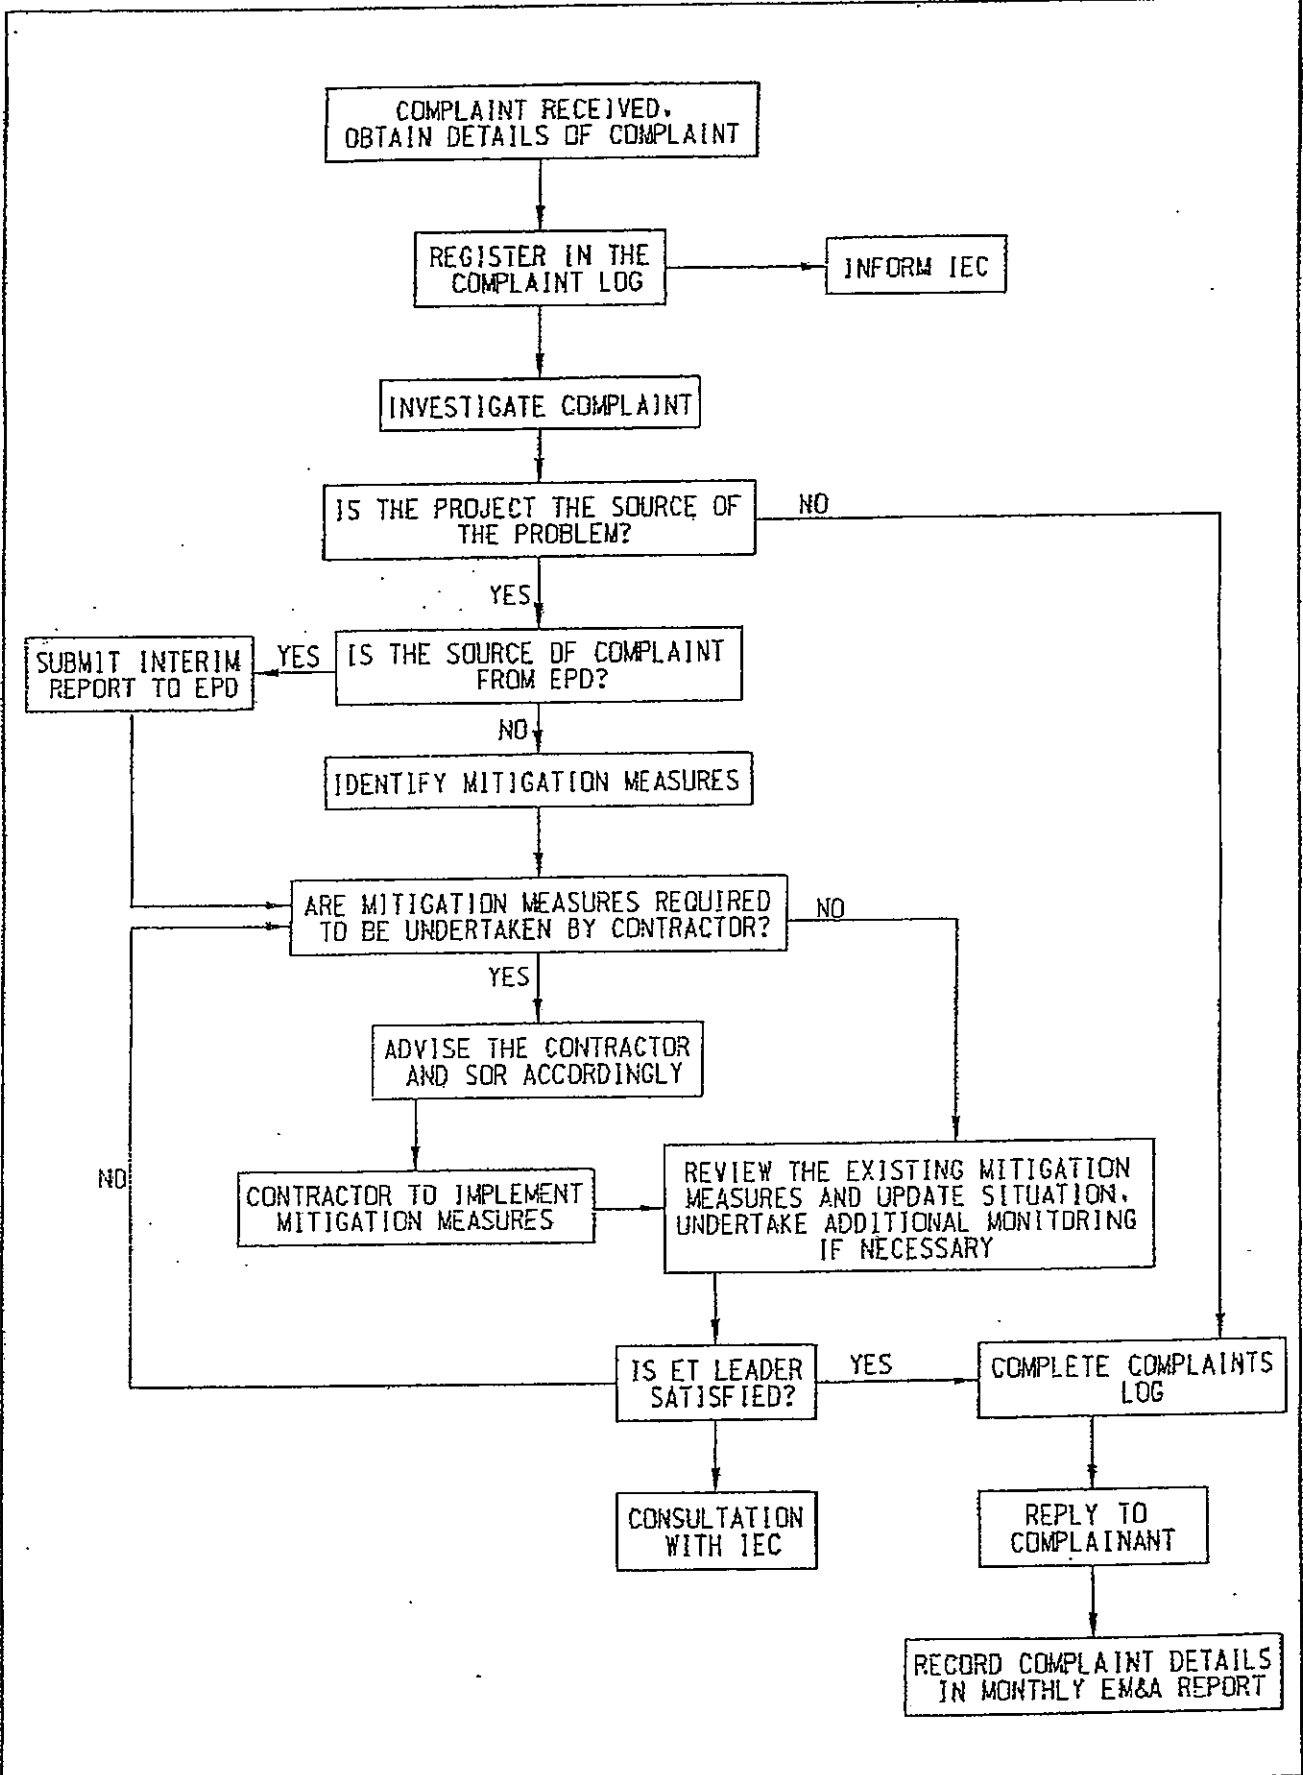 COMPLAINT RECEIVED,
OBTAIN DETAILS OF COMPLAINT
REGISTER IN THE
COMPLAINT LOG
INFORM IEC
INVESTIGATE COMPLAINT
IS THE PROJECT THE SOURCE OF
THE PROBLEM?
NO
YES
SUBMIT INTERIM
REPORT TO EPD
YES
IS THE SOURCE OF COMPLAINT
FROM EPD?
NO
IDENTIFY MITIGATION MEASURES
ARE MITIGATION MEASURES REQUIRED
TO BE UNDERTAKEN BY CONTRACTOR?
NO
YES
ADVISE THE CONTRACTOR
AND SOR ACCORDINGLY
NO
CONTRACTOR TO IMPLEMENT
MITIGATION MEASURES
REVIEW THE EXISTING MITIGATION
MEASURES AND UPDATE SITUATION,
UNDERTAKE ADDITIONAL MONITORING
IF NECESSARY
IS ET LEADER
SATISFIED?
YES
COMPLETE COMPLAINTS
LOG
CONSULTATION
WITH IEC
REPLY TO
COMPLAINANT
RECORD COMPLAINT DETAILS
IN MONTHLY EM&A REPORT